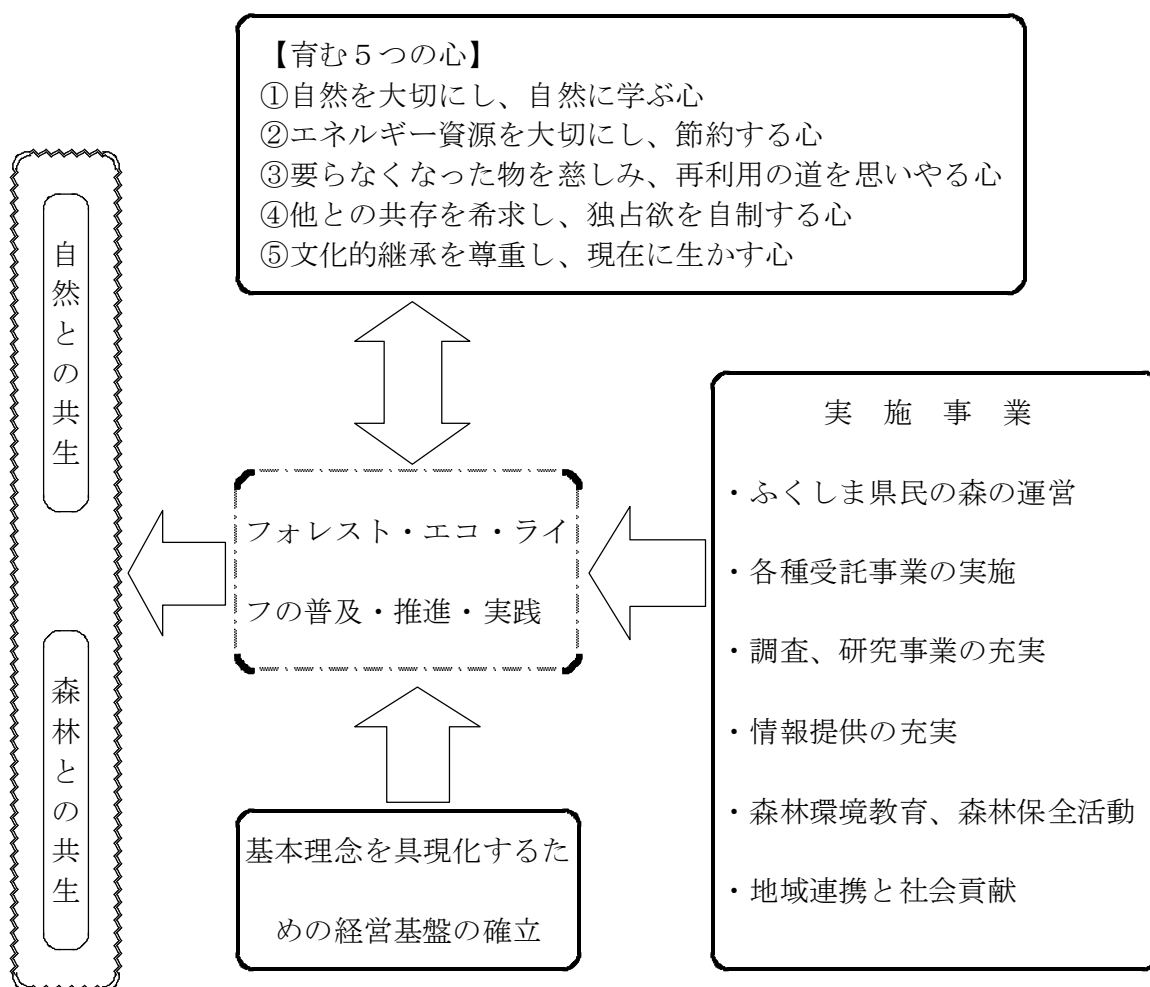 【育む５つの心】
①自然を大切にし、自然に学ぶ心
②エネルギー資源を大切にし、節約する心
③要らなくなった物を慈しみ、再利用の道を思いやる心
④他との共存を希求し、独占欲を自制する心
⑤文化的継承を尊重し、現在に生かす心
自然との共生
森林との共生
フォレスト・エコ・ライ
フの普及・推進・実践
基本理念を具現化するた
めの経営基盤の確立
実　施　事　業
・ふくしま県民の森の運営
・各種受託事業の実施
・調査、研究事業の充実
・情報提供の充実
・森林環境教育、森林保全活動
・地域連携と社会貢献